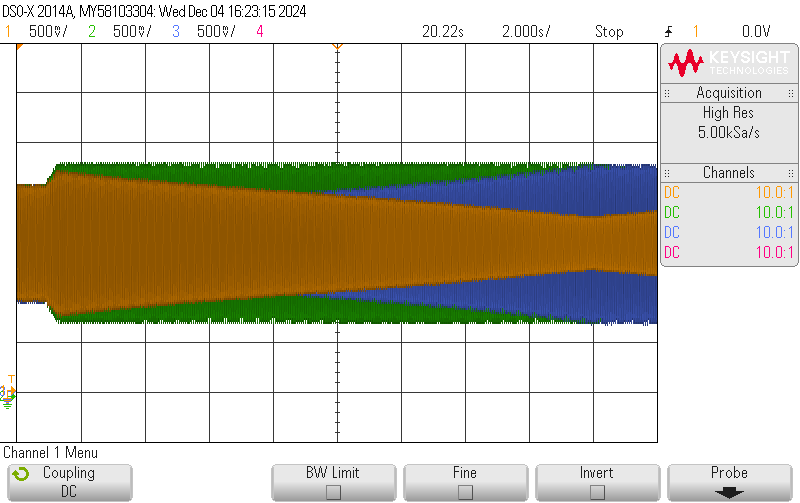 DSO-X 2014A, MY58103304: Wed Dec 04 16:23:15 2024
1 500mV/ 2 500mV/ 3 500mV/ 4 20.22s 2.000s/ Stop 1 0.0V
KEYSIGHT
TECHNOLOGIES
Acquisition
High Res
5.00kSa/s
Channels
DC 10.0:1
DC 10.0:1
DC 10.0:1
DC 10.0:1
T
Channel 1 Menu
Coupling
DC
BW Limit
Fine
Invert
Probe